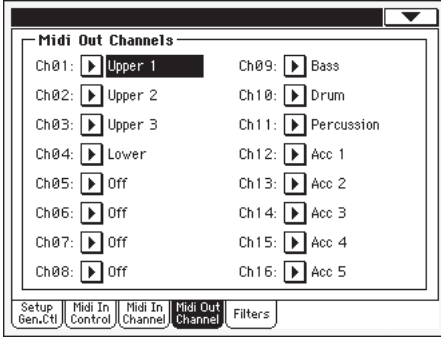 Midi Out Channels
Ch01: Upper 1
Ch02: Upper 2
Ch03: Upper 3
Ch04: Lower
Ch05: Off
Ch06: Off
Ch07: Off
Ch08: Off
Ch09: Bass
Ch10: Drum
Ch11: Percussion
Ch12: Acc 1
Ch13: Acc 2
Ch14: Acc 3
Ch15: Acc 4
Ch16: Acc 5
Setup
Gen.Ctl
Midi In
Control
Midi In
Channel
Midi Out
Channel
Filters